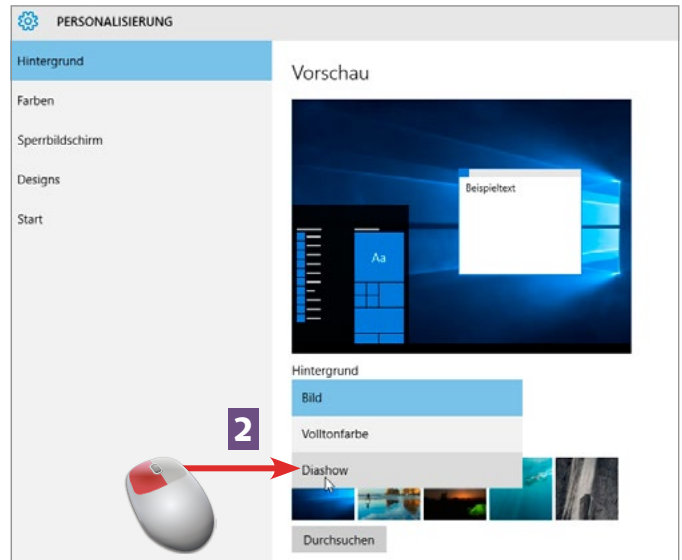 PERSONALISIERUNG
Hintergrund
Farben
Sperrbildschirm
Designs
Start
Vorschau
Beispieltext
Aa
Hintergrund
Bild
Volltonfarbe
Diashow
2
Durchsuchen